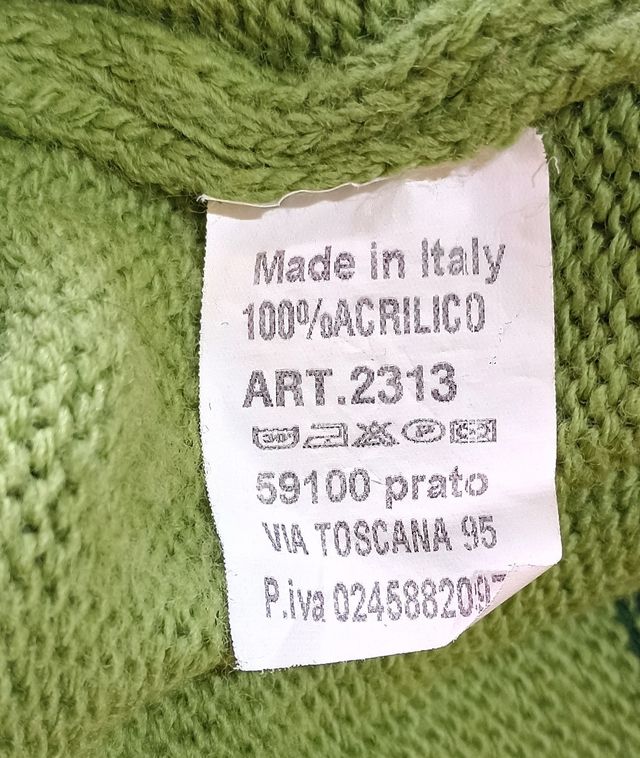 Made in Italy
100%ACRILICO
ART.2313
59100 prato
VIA TOSCANA 95
P.iva